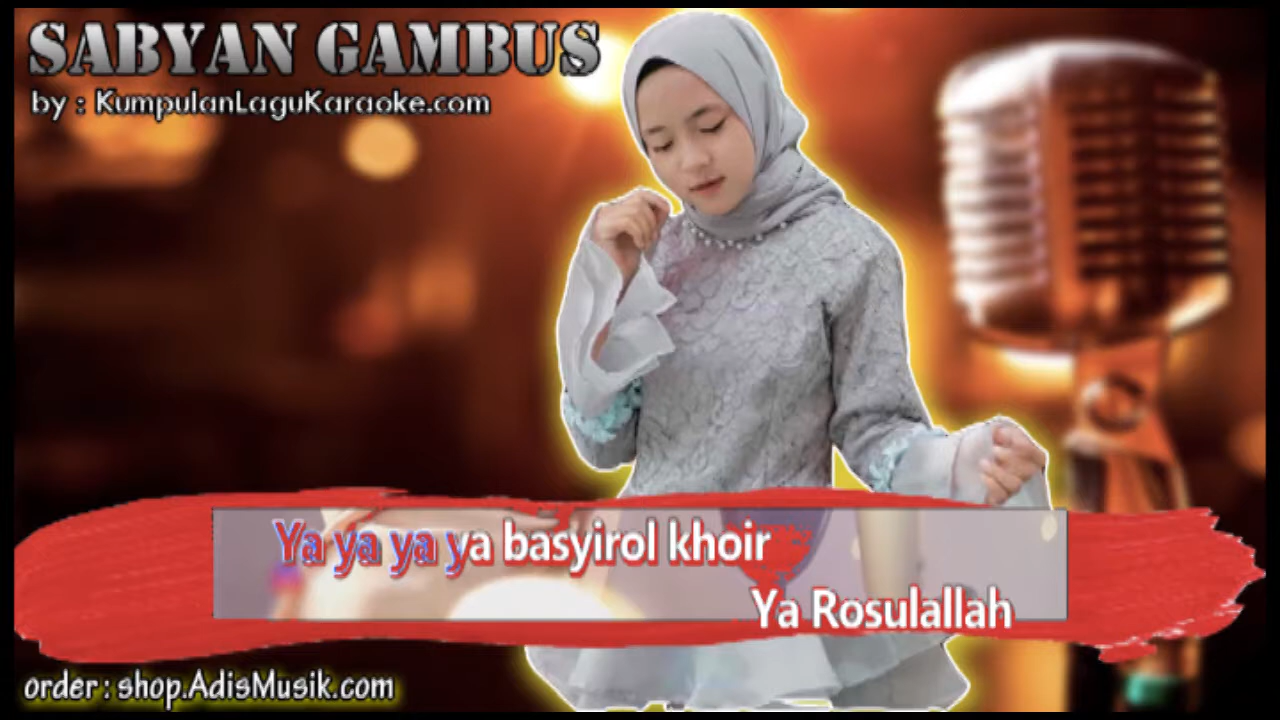 SABYAN GAMBUS
by : KumpulanLaguKaraoke.com
Ya ya ya ya basyirol khoir
Ya Rosulallah
order : shop.AdisMusik.com